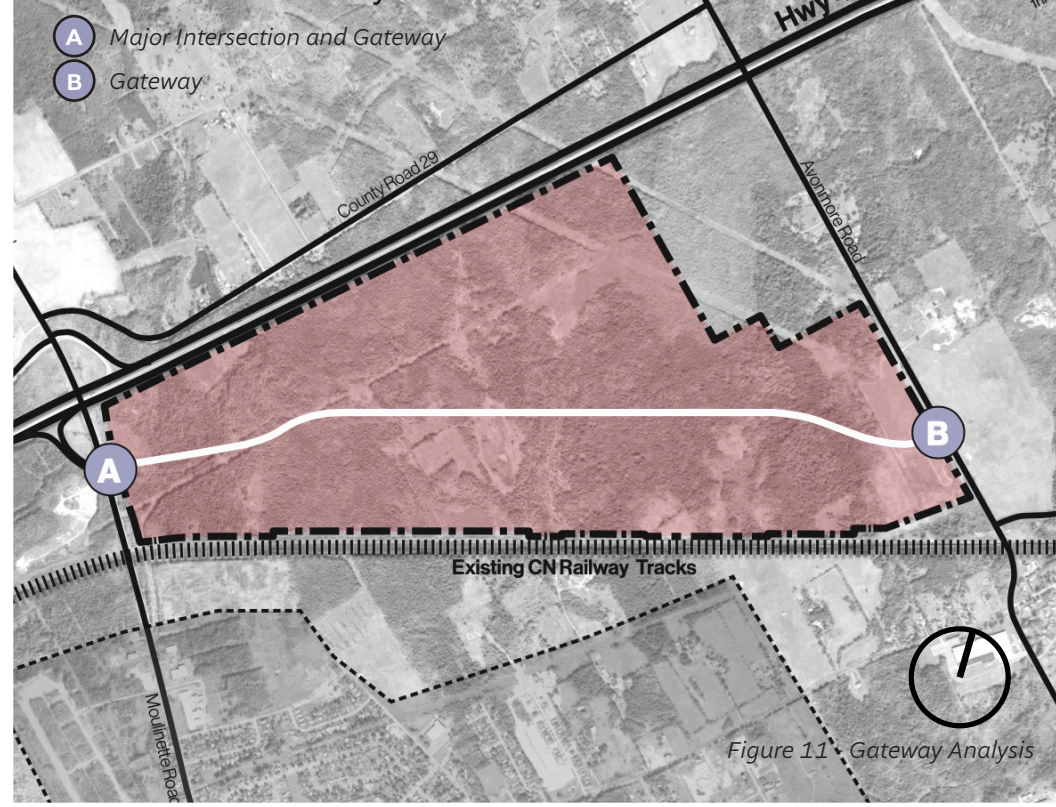 A Major Intersection and Gateway
B Gateway
Hwy
County Road 29
Avonmore Road
A
B
Existing CN Railway Tracks
Moulinette Road
Figure 11 - Gateway Analysis